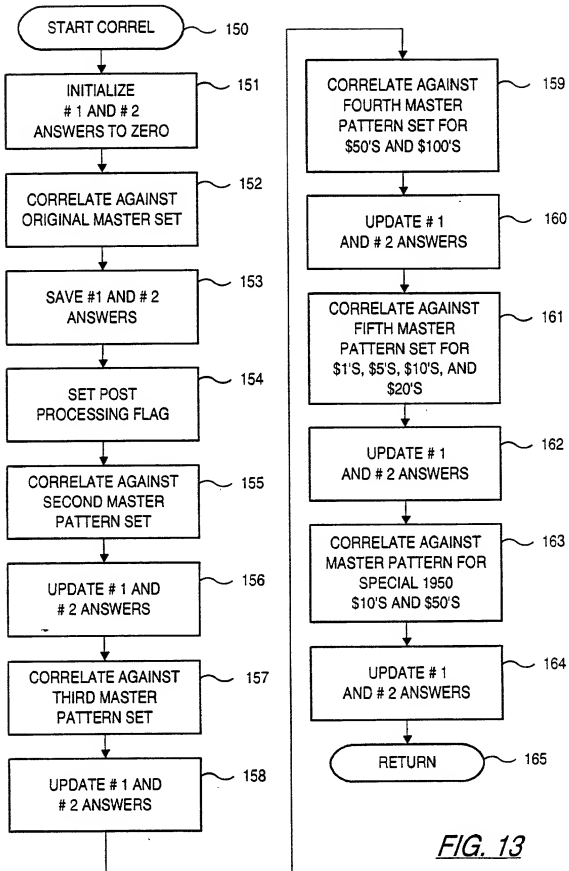 START CORREL
150
INITIALIZE
# 1 AND # 2
ANSWERS TO ZERO
151
CORRELATE AGAINST
ORIGINAL MASTER SET
152
SAVE #1 AND # 2
ANSWERS
153
SET POST
PROCESSING FLAG
154
CORRELATE AGAINST
SECOND MASTER
PATTERN SET
155
UPDATE # 1 AND
# 2 ANSWERS
156
CORRELATE AGAINST
THIRD MASTER
PATTERN SET
157
UPDATE # 1 AND
# 2 ANSWERS
158
CORRELATE AGAINST
FOURTH MASTER
PATTERN SET FOR
$50'S AND $100'S
159
UPDATE # 1
AND # 2 ANSWERS
160
CORRELATE AGAINST
FIFTH MASTER
PATTERN SET FOR
$1'S, $5'S, $10'S, AND
$20'S
161
UPDATE # 1
AND # 2 ANSWERS
162
CORRELATE AGAINST
MASTER PATTERN FOR
SPECIAL 1950
$10'S AND $50'S
163
UPDATE # 1
AND # 2 ANSWERS
164
RETURN
165
FIG. 13